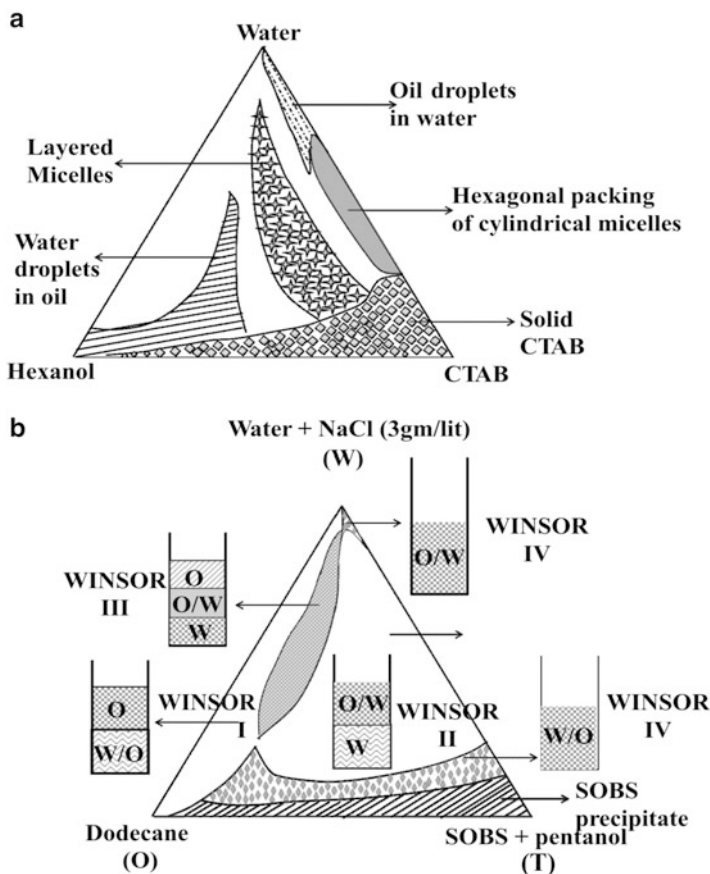 a
Water
Oil droplets
in water
Layered
Micelles
Hexagonal packing
of cylindrical micelles
Water
droplets
in oil
Solid
CTAB
Hexanol
CTAB
b
Water + NaCl (3gm/lit)
(W)
WINSOR
IV
O/W
WINSOR
III
O
O/W
W
WINSOR
I
O
W/O
O/W
W
WINSOR
II
W/O
WINSOR
IV
SOBS
precipitate
Dodecane
(O)
SOBS + pentanol
(T)